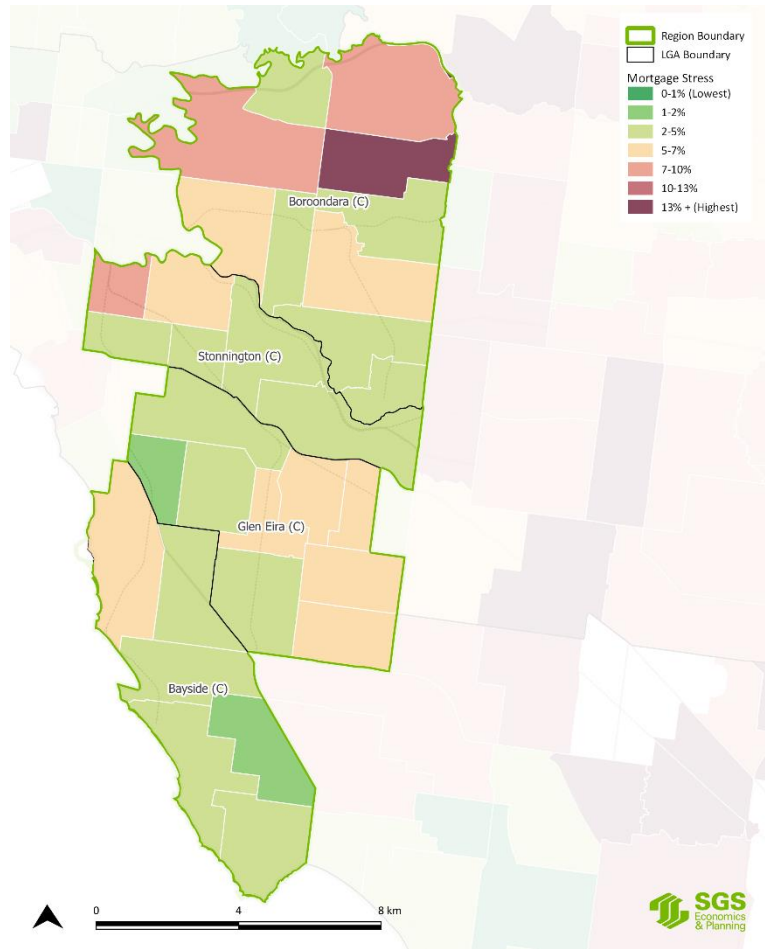 Region Boundary
LGA Boundary
Mortgage Stress
0-1% (Lowest)
1-2%
2-5%
5-7%
7-10%
10-13%
13% + (Highest)
Boroondara (C)
Stonnington (C)
Glen Eira (C)
Bayside (C)
0 4 8 km
SGS
Economics
& Planning